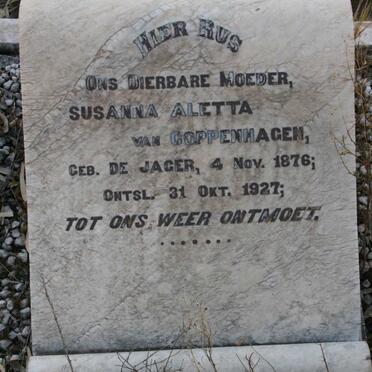 HIER RUS
ONS DIERBARE MOEDER,
SUSANNA ALETTA
VAN COPPENHAGEN,
GEB. DE JAGER, 4 NOV. 1876;
ONTSL. 31 OKT. 1927;
TOT ONS WEER ONTMOET.